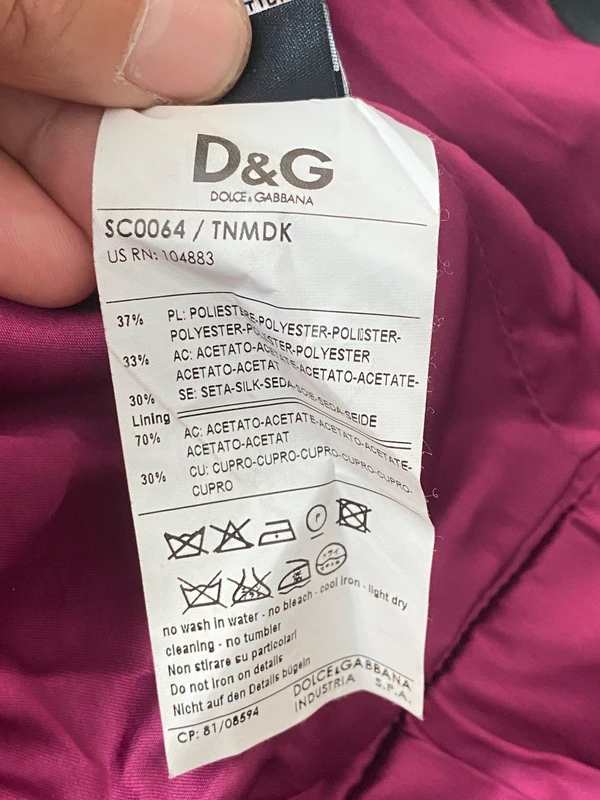 D&G
DOLCE & GABBANA
SC0064 / TNMDK
US RN: 104883
37% PL: POLIESTERE-POLYESTER-POLIESTER-
POLYESTER-POLIESTER-POLYESTER
33% AC: ACETATO-ACETATE-ACETATO-ACETATE-
ACETATO-ACETAT
30% SE: SETA-SILK-SEDA-SOIE-SEDA-SEIDE
Lining
70% AC: ACETATO-ACETATE-ACETATO-ACETATE-
ACETATO-ACETAT
30% CU: CUPRO-CUPRO-CUPRO-CUPRO-CUPRO-
CUPRO
P
no wash in water - no bleach - cool iron - light dry
cleaning - no tumbler
Non stirare su particolari
Do not iron on details
Nicht auf den Details bügeln
DOLCE & GABBANA
INDUSTRIA S.P.A.
CP: 81/08594